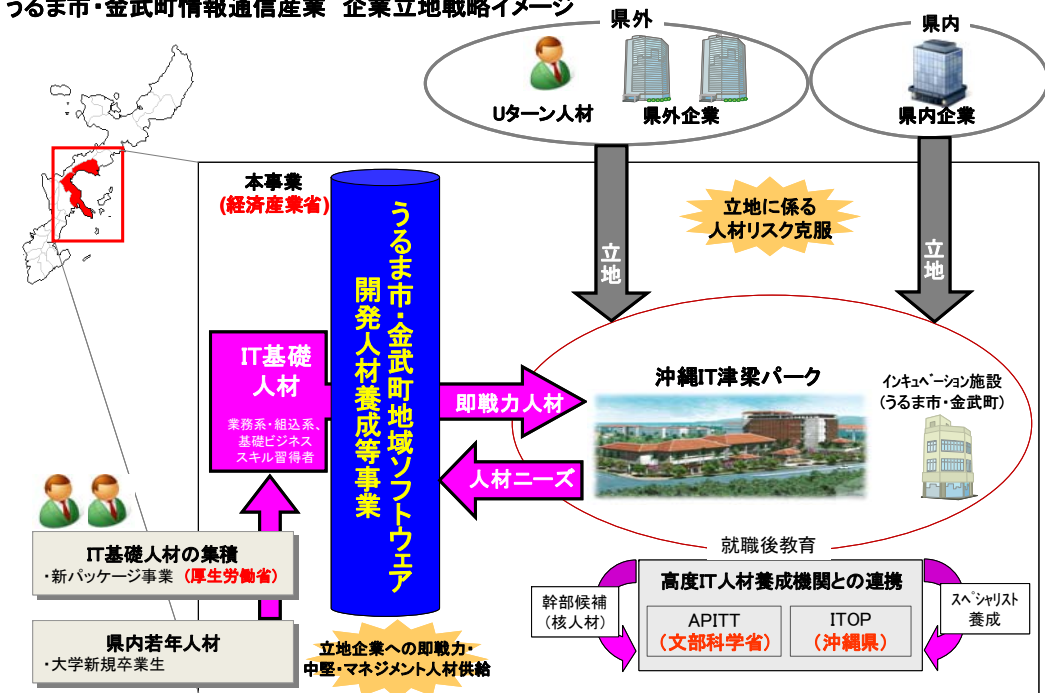 うるま市・金武町情報通信産業 企業立地戦略イメージ
県外
Uターン人材
県外企業
県内
県内企業
本事業
(経済産業省)
うるま市・金武町地域ソフトウェア
開発人材養成等事業
立地に係る
人材リスク克服
立地
立地
IT基礎
人材
業務系・組込系、
基礎ビジネス
スキル習得者
即戦力人材
人材ニーズ
沖縄IT津梁パーク
インキュベーション施設
(うるま市・金武町)
IT基礎人材の集積
・新パッケージ事業 (厚生労働省)
県内若年人材
・大学新規卒業生
立地企業への即戦力・
中堅・マネジメント人材供給
就職後教育
高度IT人材養成機関との連携
幹部候補
(核人材)
APITT
(文部科学省)
ITOP
(沖縄県)
スペシャリスト
養成